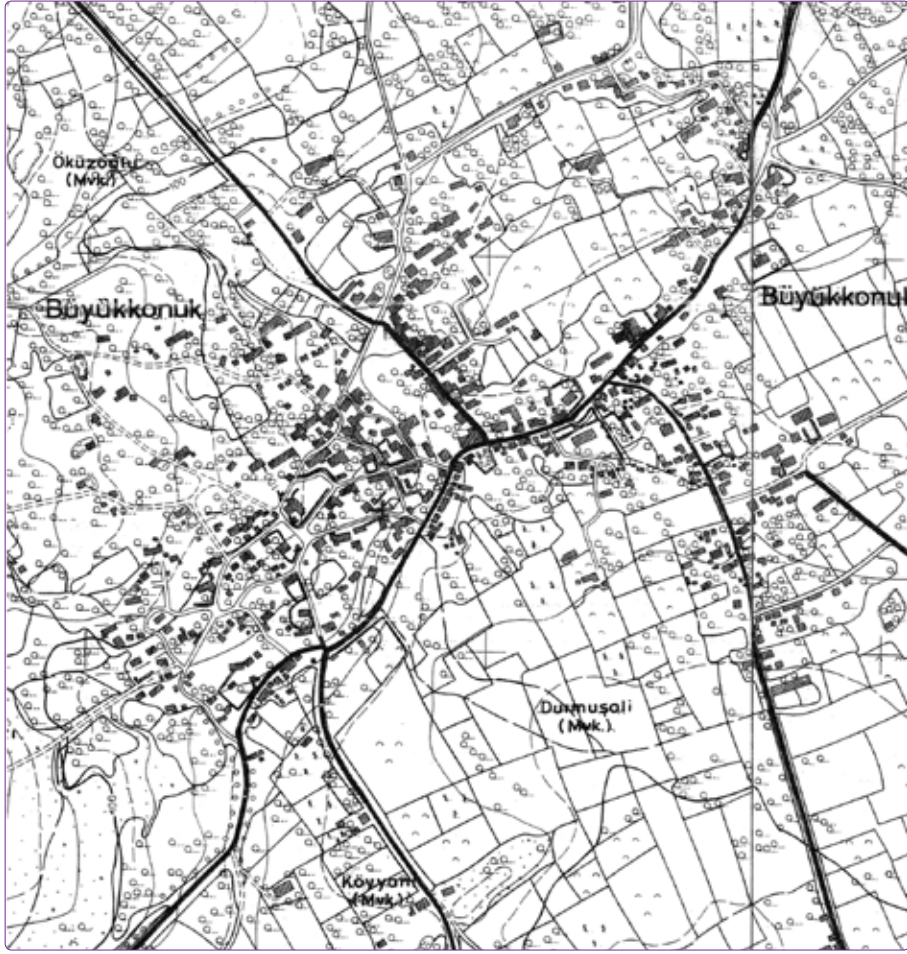 Öküzoğlu
(Mvk.)
Büyükkonuk
Büyükkonuk
Durmuşali
(Mvk.)
Köyyanı
(Mvk.)